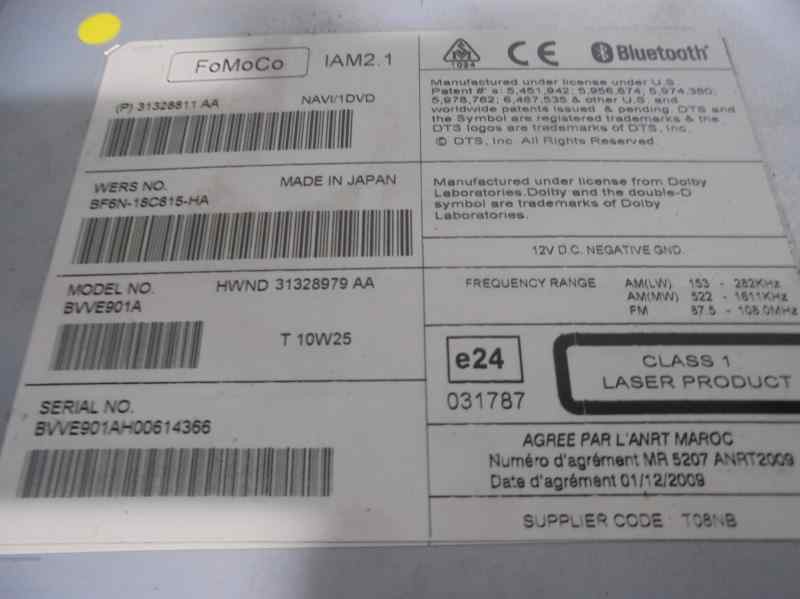 FoMoCo IAM2.1
(P) 31328811 AA NAVI/1DVD
WERS NO. MADE IN JAPAN
BF6N-18C815-HA
MODEL NO. HWND 31328979 AA
BVVE901A
T 10W25
SERIAL NO.
BVVE901AH00614366
1024
CE
Bluetooth®
Manufactured under license under U.S.
Patent #'s: 5,451,942; 5,956,674; 5,974,380;
5,978,762; 6,487,535 & other U.S. and
worldwide patents issued & pending. DTS and
the Symbol are registered trademarks & the
DTS logos are trademarks of DTS, Inc.
© DTS, Inc. All Rights Reserved.
Manufactured under license from Dolby
Laboratories.Dolby and the double-D
symbol are trademarks of Dolby
Laboratories.
12V D.C. NEGATIVE GND.
FREQUENCY RANGE AM(LW) 153 - 282KHz
AM(MW) 522 - 1611KHz
FM 87.5 - 108.0MHz
e24
031787
CLASS 1
LASER PRODUCT
AGREE PAR L'ANRT MAROC
Numéro d'agrément MR 5207 ANRT2009
Date d'agrément 01/12/2009
SUPPLIER CODE : T08NB